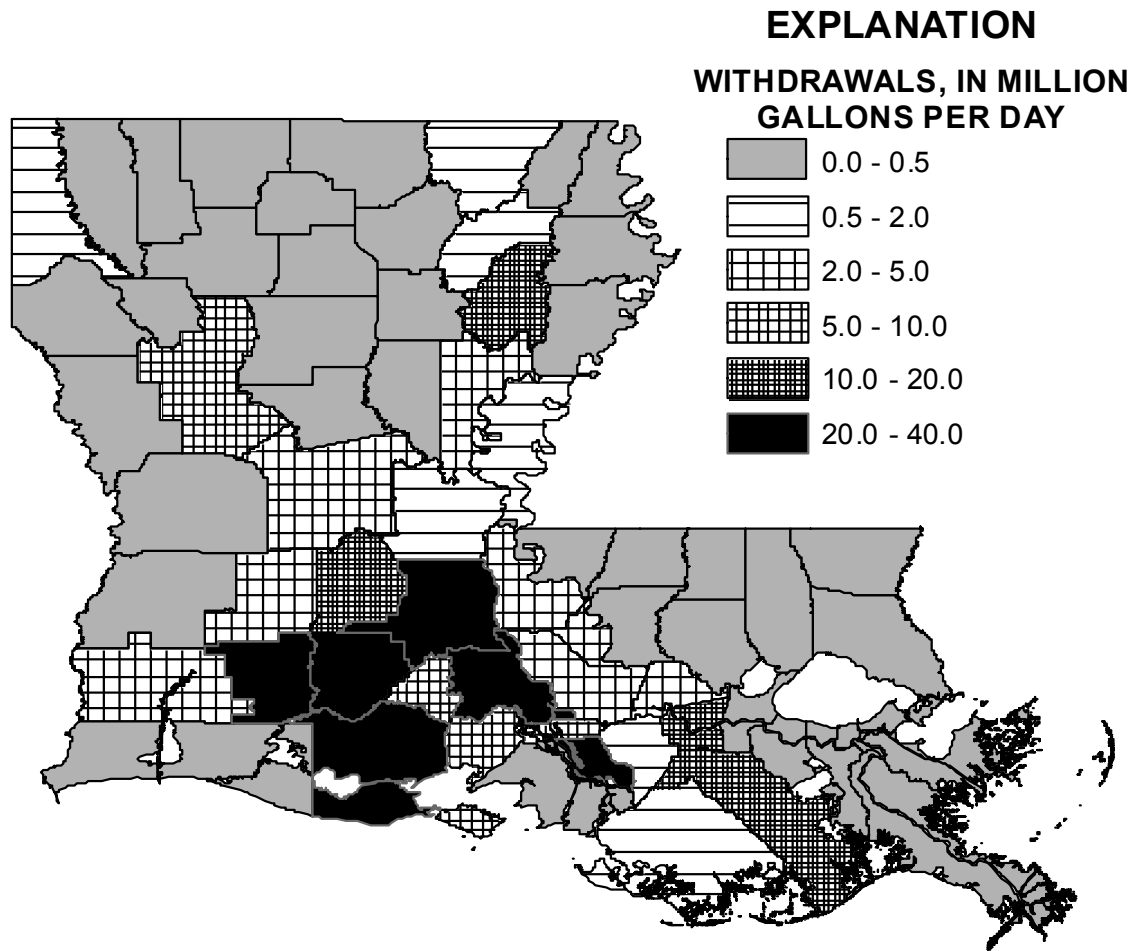 EXPLANATION
WITHDRAWALS, IN MILLION
GALLONS PER DAY
0.0 - 0.5
0.5 - 2.0
2.0 - 5.0
5.0 - 10.0
10.0 - 20.0
20.0 - 40.0